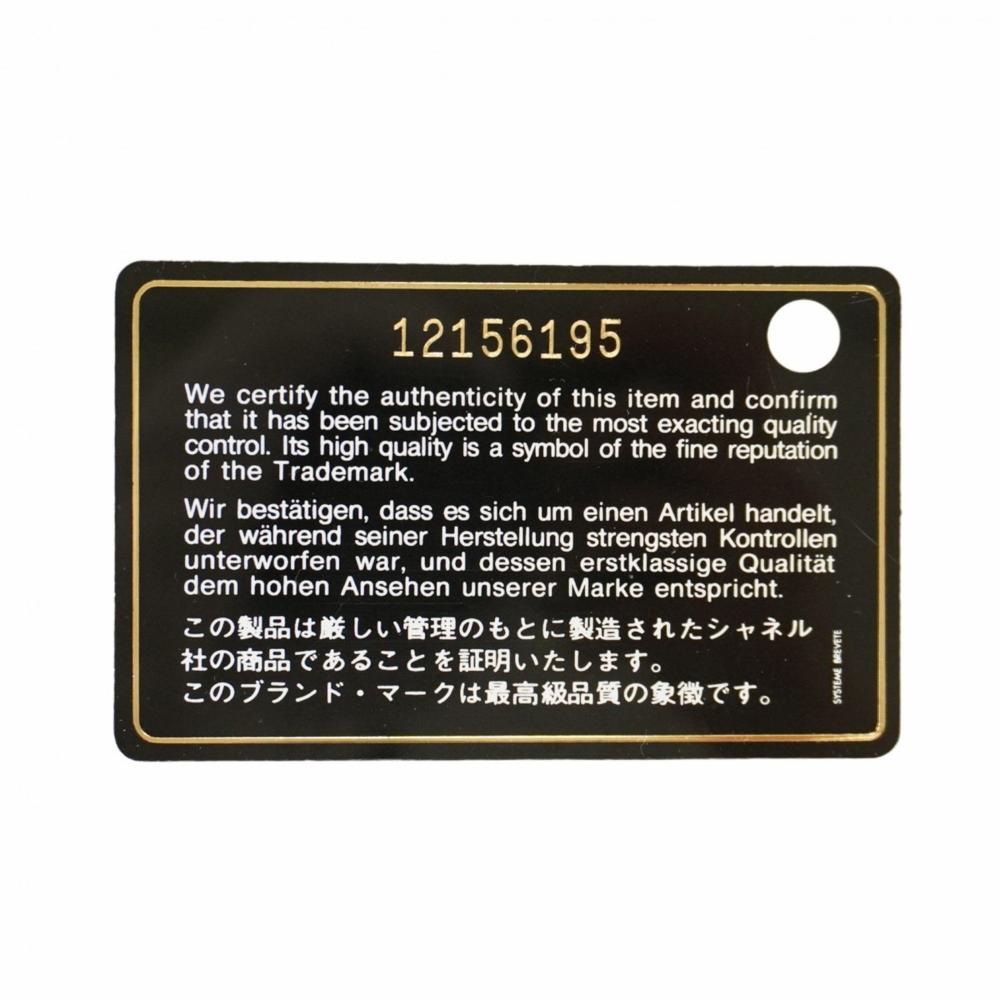 12156195
We certify the authenticity of this item and confirm
that it has been subjected to the most exacting quality
control. Its high quality is a symbol of the fine reputation
of the Trademark.
Wir bestätigen, dass es sich um einen Artikel handelt,
der während seiner Herstellung strengsten Kontrollen
unterworfen war, und dessen erstklassige Qualität
dem hohen Ansehen unserer Marke entspricht.
この製品は厳しい管理のもとに製造されたシャネル
社の商品であることを証明いたします。
このブランド・マークは最高級品質の象徴です。
SYSTEME BREVETE